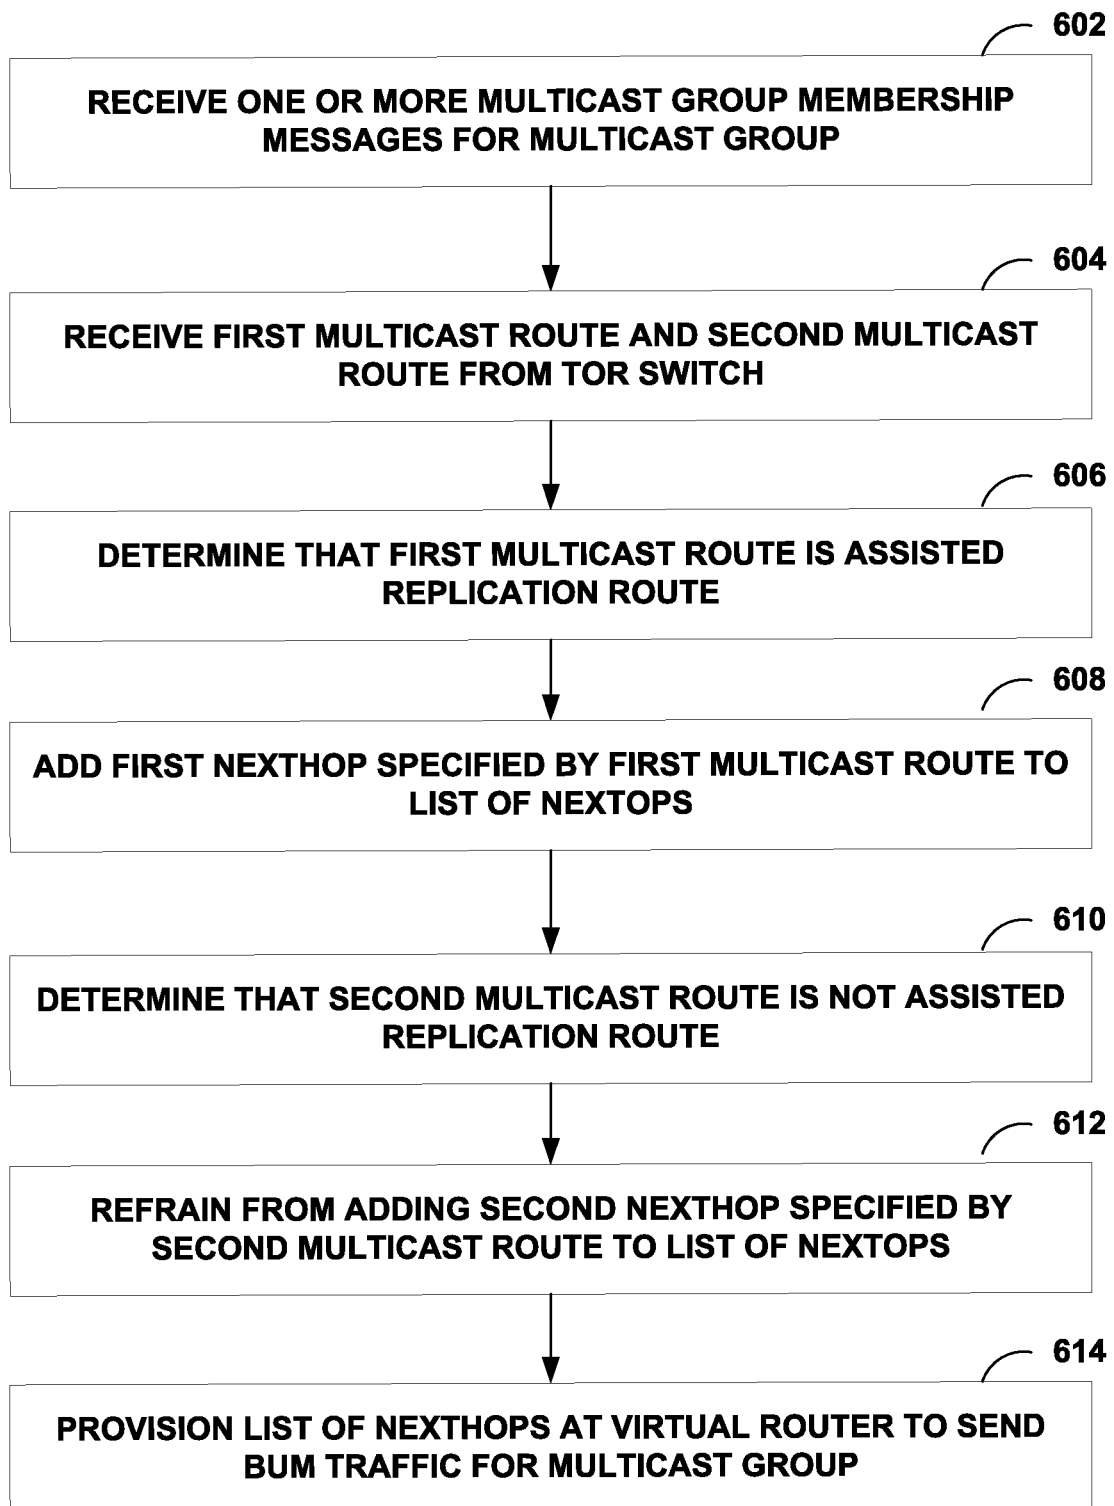 602
RECEIVE ONE OR MORE MULTICAST GROUP MEMBERSHIP
MESSAGES FOR MULTICAST GROUP
604
RECEIVE FIRST MULTICAST ROUTE AND SECOND MULTICAST
ROUTE FROM TOR SWITCH
606
DETERMINE THAT FIRST MULTICAST ROUTE IS ASSISTED
REPLICATION ROUTE
608
ADD FIRST NEXTHOP SPECIFIED BY FIRST MULTICAST ROUTE TO
LIST OF NEXTOPS
610
DETERMINE THAT SECOND MULTICAST ROUTE IS NOT ASSISTED
REPLICATION ROUTE
612
REFRAIN FROM ADDING SECOND NEXTHOP SPECIFIED BY
SECOND MULTICAST ROUTE TO LIST OF NEXTOPS
614
PROVISION LIST OF NEXTHOPS AT VIRTUAL ROUTER TO SEND
BUM TRAFFIC FOR MULTICAST GROUP